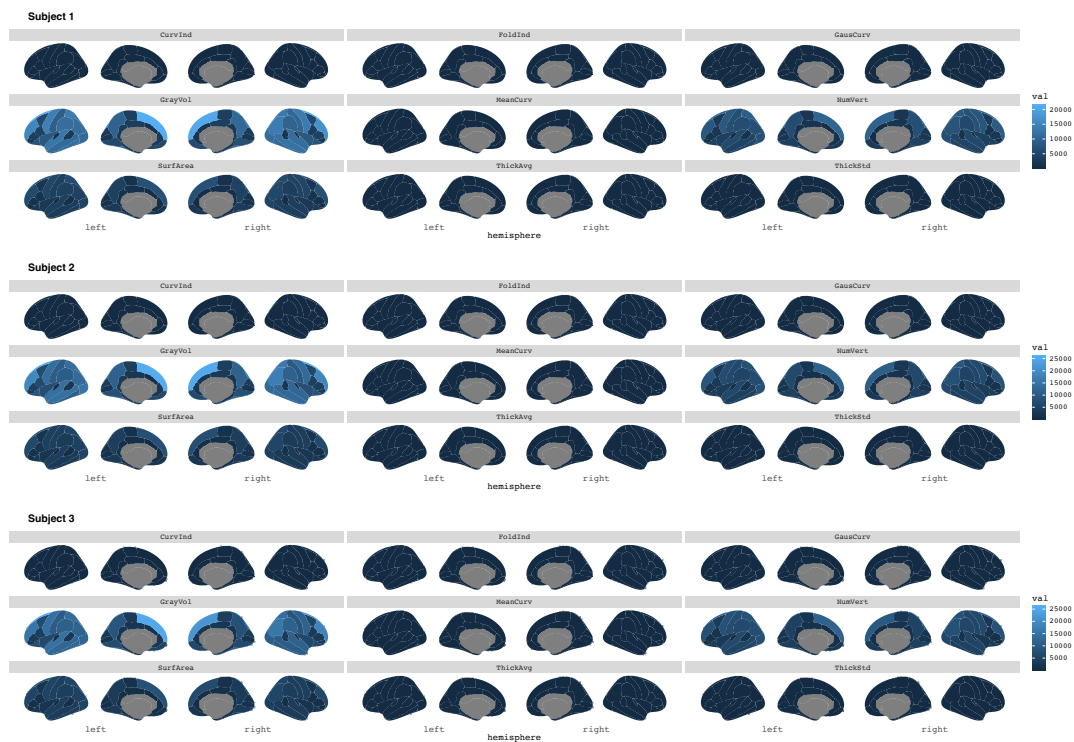 Subject 1
CurvInd FoldInd GausCurv
GrayVol MeanCurv NumVert
val
20000
15000
10000
5000
SurfArea ThickAvg ThickStd
left right left right left right
hemisphere
Subject 2
CurvInd FoldInd GausCurv
GrayVol MeanCurv NumVert
val
25000
20000
15000
10000
5000
SurfArea ThickAvg ThickStd
left right left right left right
hemisphere
Subject 3
CurvInd FoldInd GausCurv
GrayVol MeanCurv NumVert
val
25000
20000
15000
10000
5000
SurfArea ThickAvg ThickStd
left right left right left right
hemisphere